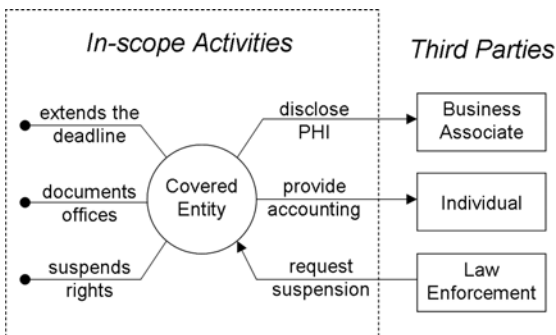 In-scope Activities
Third Parties
extends the
deadline
documents
offices
suspends
rights
Covered
Entity
disclose
PHI
provide
accounting
request
suspension
Business
Associate
Individual
Law
Enforcement